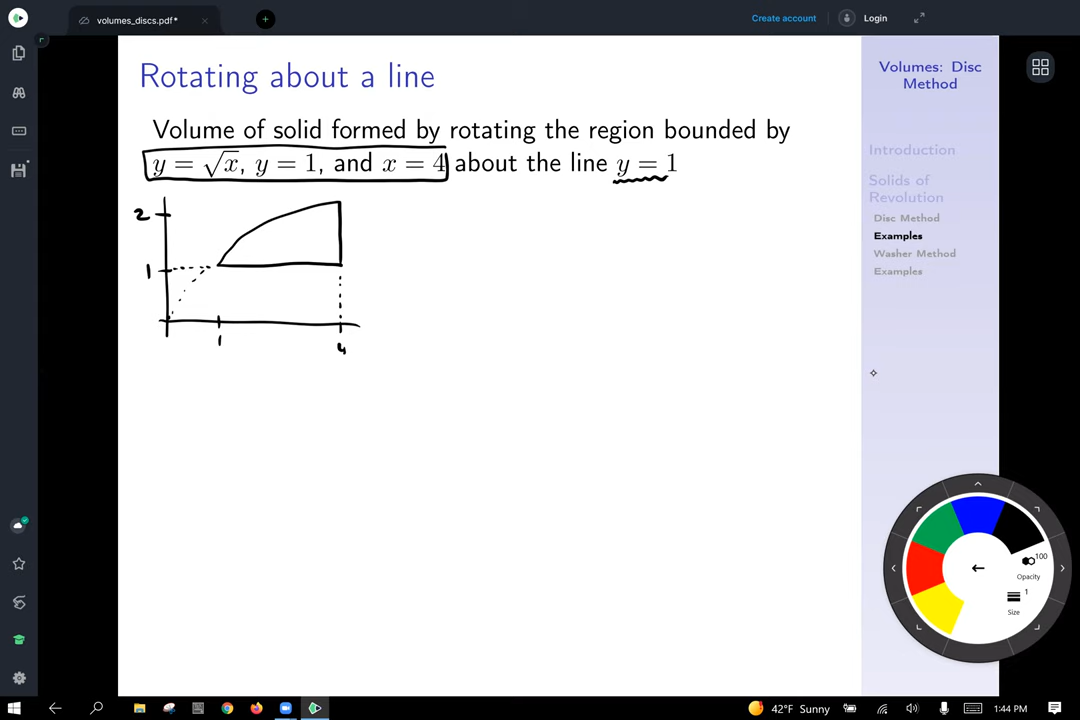 volumes_discs.pdf*
Create account
Login
Rotating about a line
Volume of solid formed by rotating the region bounded by
y = √x, y = 1, and x = 4 about the line y = 1
2
1
1
4
Volumes: Disc
Method
Introduction
Solids of
Revolution
Disc Method
Examples
Washer Method
Examples
100
Opacity
1
Size
42°F Sunny
1:44 PM